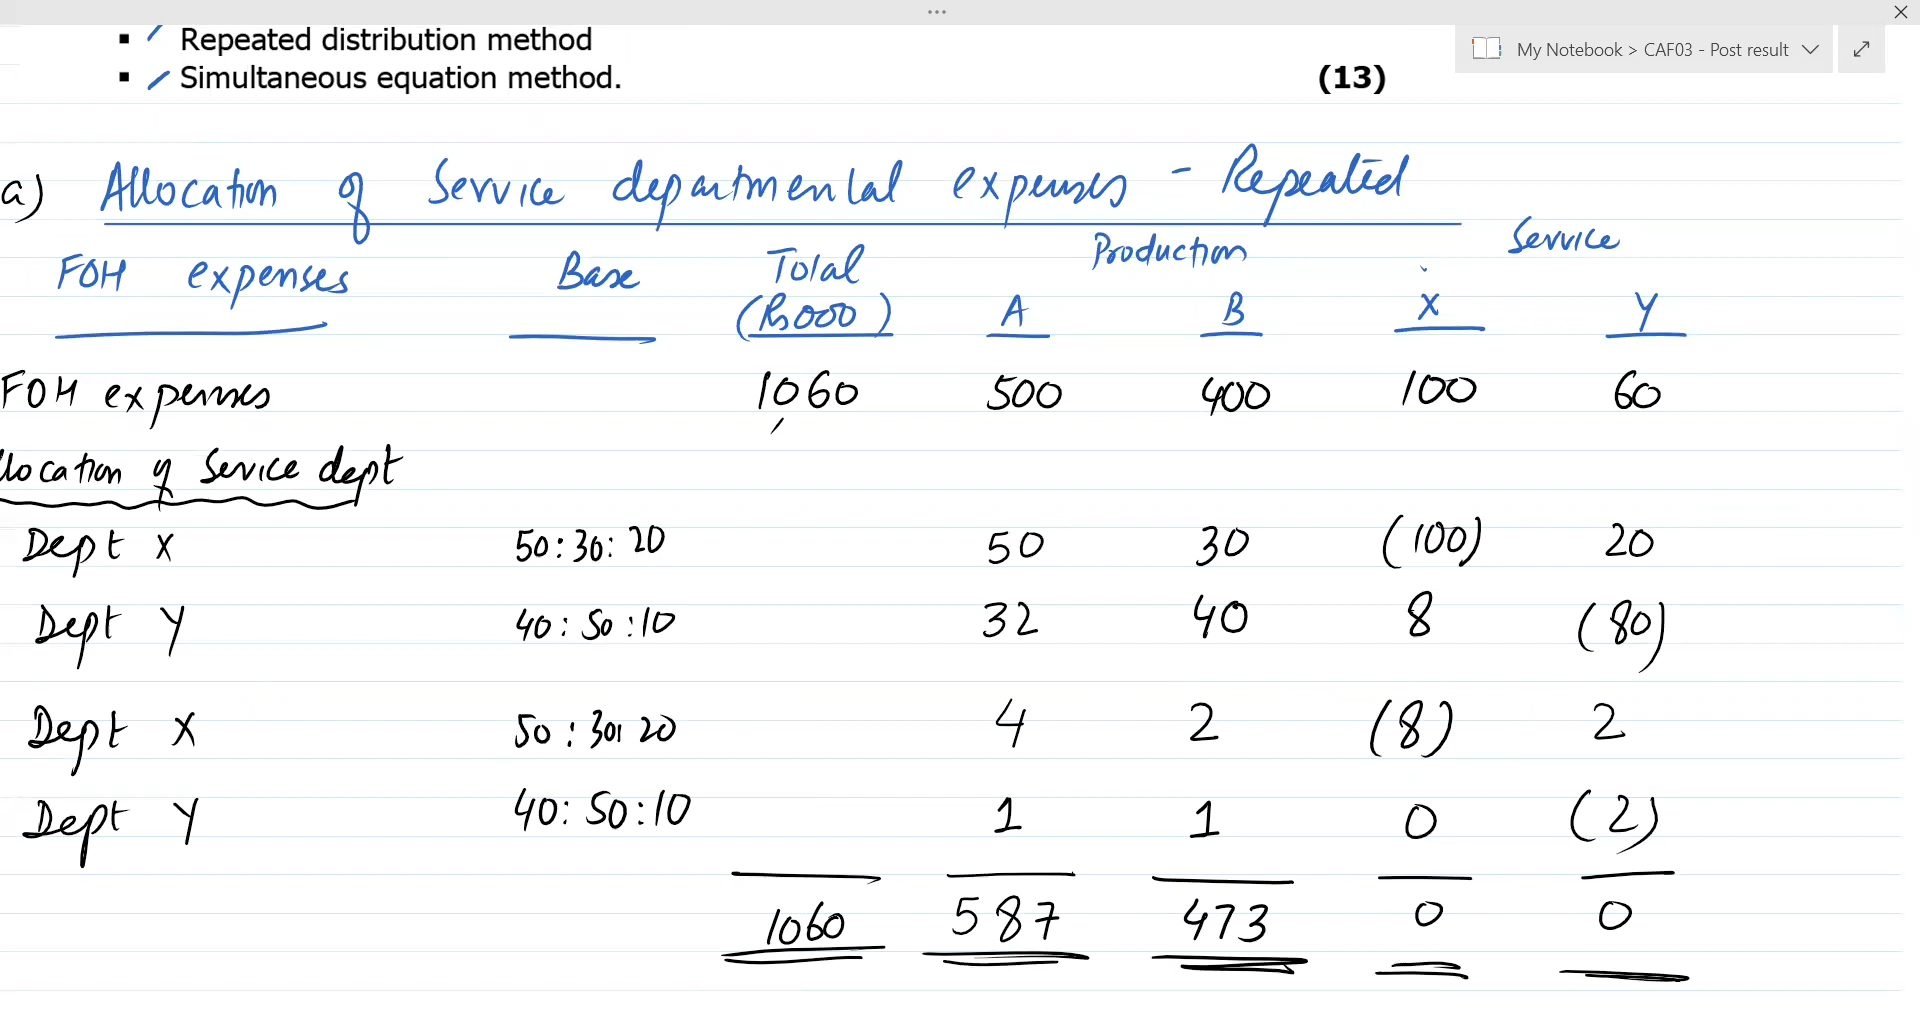 ▪ Repeated distribution method
▪ Simultaneous equation method. (13)
My Notebook > CAF03 - Post result
a) Allocation of Service departmental expenses - Repeated
Production Service
FOH expenses Base Total (Rs000) A B X Y
FOH expenses 1060 500 400 100 60
llocation of Service dept
Dept X 50:30:20 50 30 (100) 20
Dept Y 40:50:10 32 40 8 (80)
Dept X 50:30:20 4 2 (8) 2
Dept Y 40:50:10 1 1 0 (2)
1060 587 473 0 0